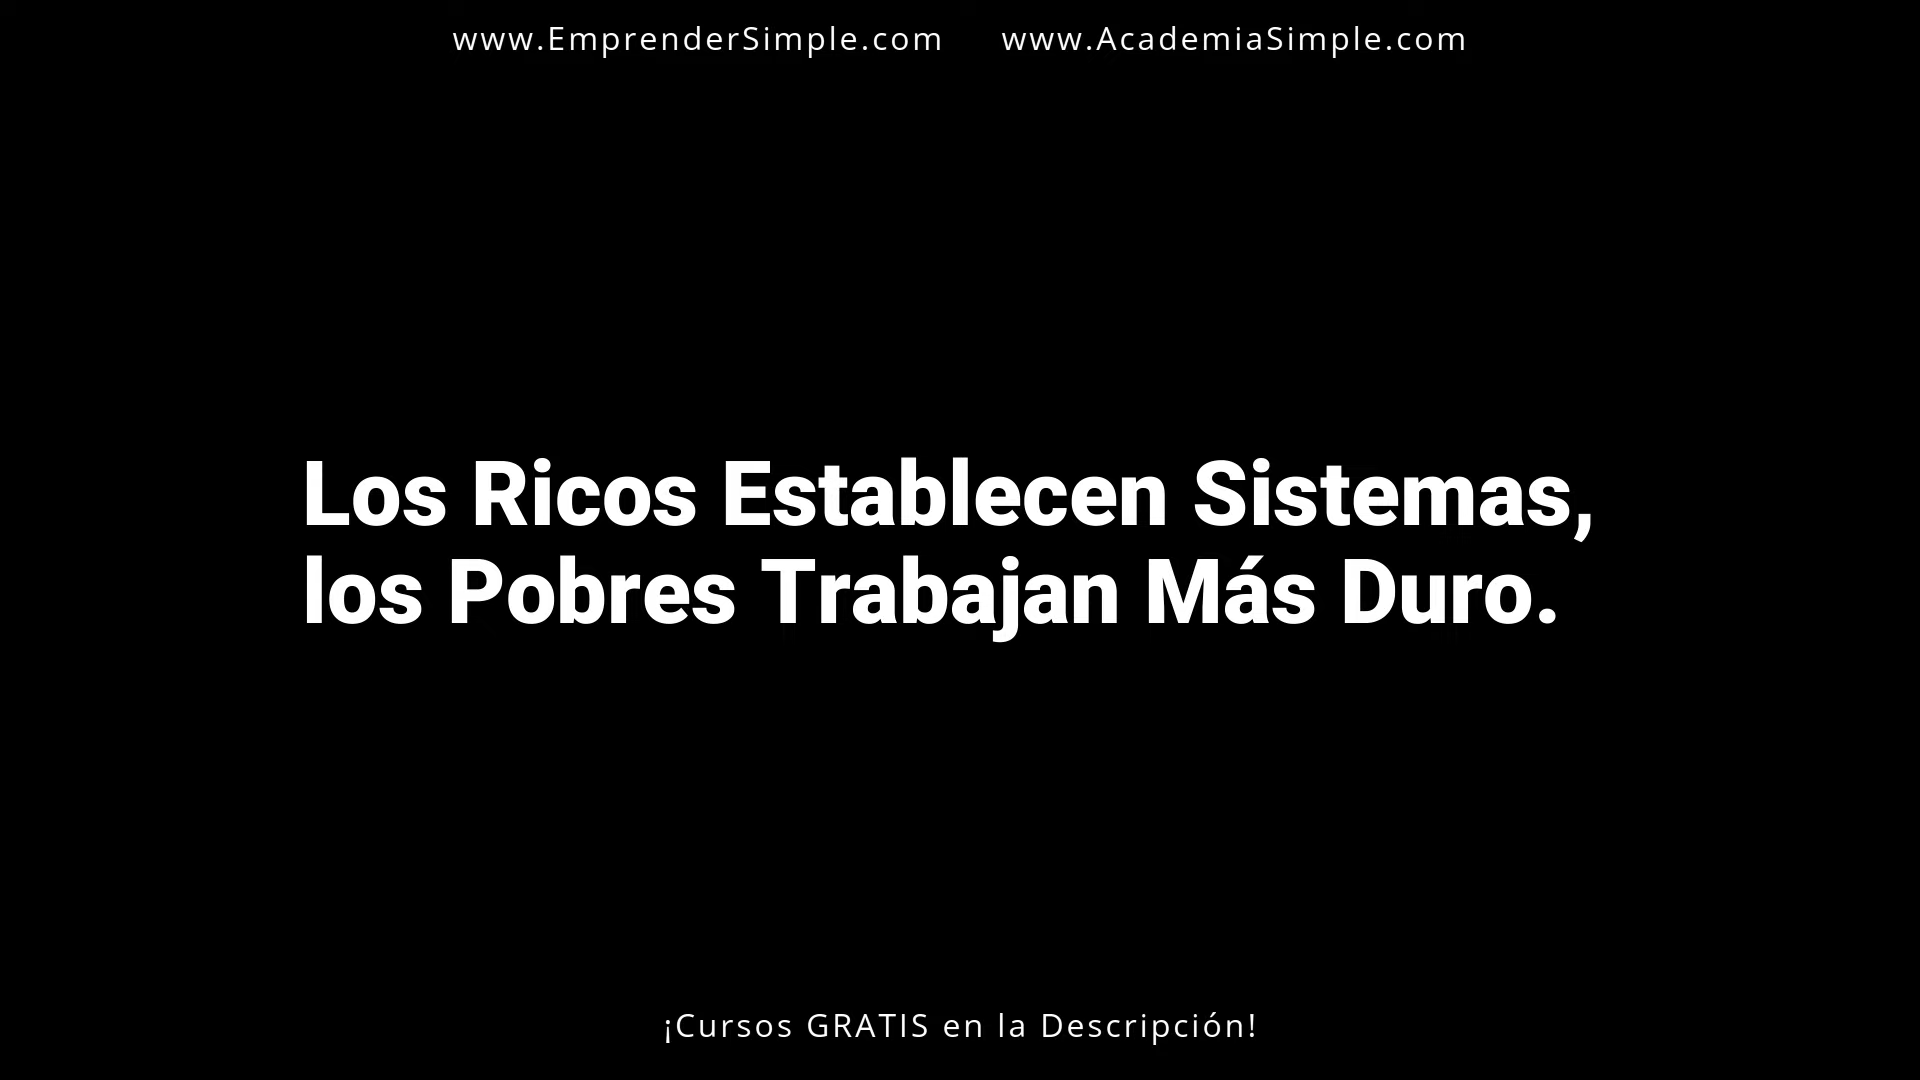 www.EmprenderSimple.com www.AcademiaSimple.com
Los Ricos Establecen Sistemas,
los Pobres Trabajan Más Duro.
¡Cursos GRATIS en la Descripción!